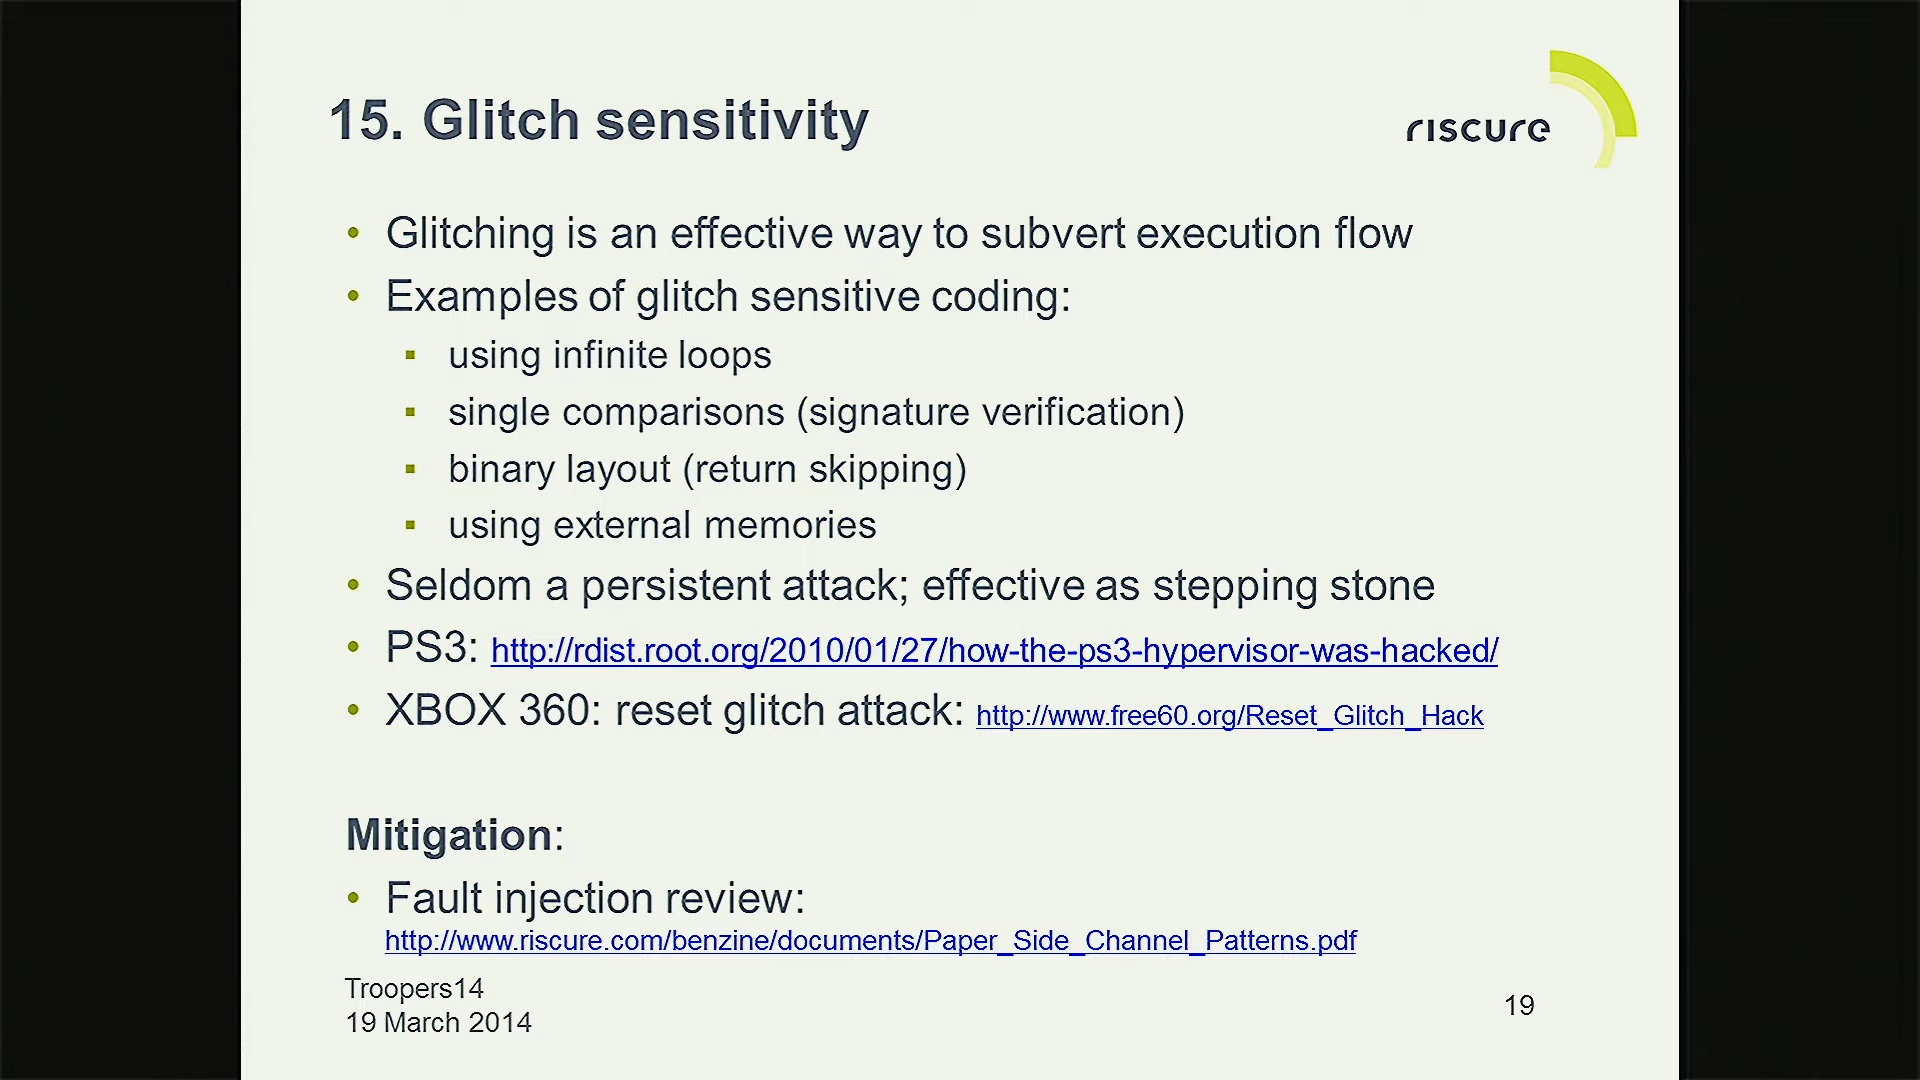 15. Glitch sensitivity
riscure
• Glitching is an effective way to subvert execution flow
• Examples of glitch sensitive coding:
▪ using infinite loops
▪ single comparisons (signature verification)
▪ binary layout (return skipping)
▪ using external memories
• Seldom a persistent attack; effective as stepping stone
• PS3: http://rdist.root.org/2010/01/27/how-the-ps3-hypervisor-was-hacked/
• XBOX 360: reset glitch attack: http://www.free60.org/Reset_Glitch_Hack
Mitigation:
• Fault injection review:
http://www.riscure.com/benzine/documents/Paper_Side_Channel_Patterns.pdf
Troopers14
19 March 2014
19